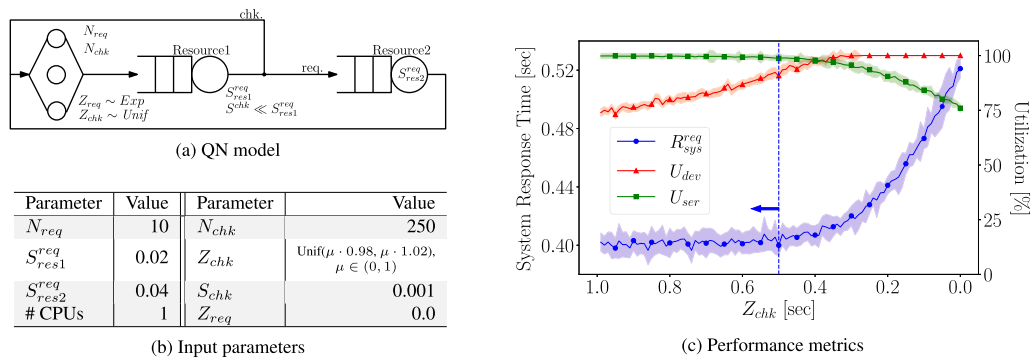 chk.
N_req
N_chk
Resource1
Resource2
S^req_res2
req.
Z_req ∼ Exp
Z_chk ∼ Unif
S^req_res1
S^chk ≪ S^req_res1
(a) QN model
Parameter Value Parameter Value
N_req 10 N_chk 250
S^req_res1 0.02 Z_chk Unif(μ · 0.98, μ · 1.02),
μ ∈ (0, 1)
S^req_res2 0.04 S_chk 0.001
# CPUs 1 Z_req 0.0
(b) Input parameters
System Response Time [sec]
0.52
0.48
0.44
0.40
R^req_sys
U_dev
U_ser
100
75
50
25
0
Utilization [%]
1.0 0.8 0.6 0.4 0.2 0.0
Z_chk [sec]
(c) Performance metrics